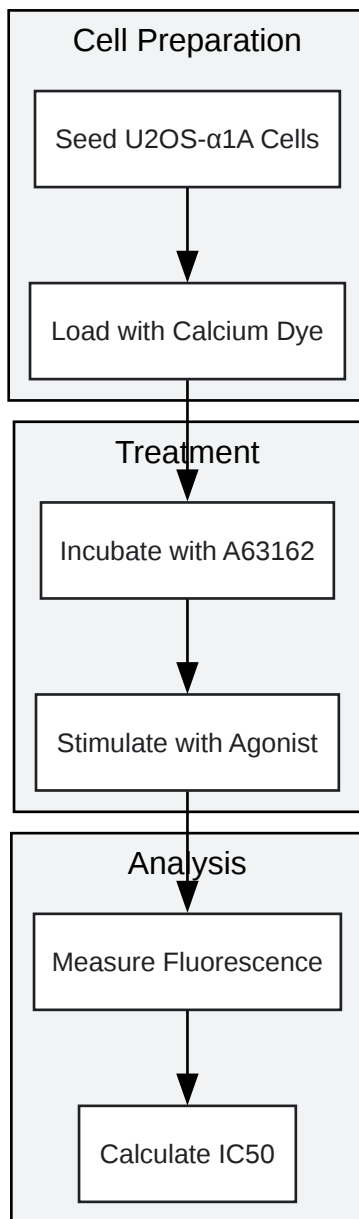 Cell Preparation
Seed U2OS-α1A Cells
Load with Calcium Dye
Treatment
Incubate with A63162
Stimulate with Agonist
Analysis
Measure Fluorescence
Calculate IC50